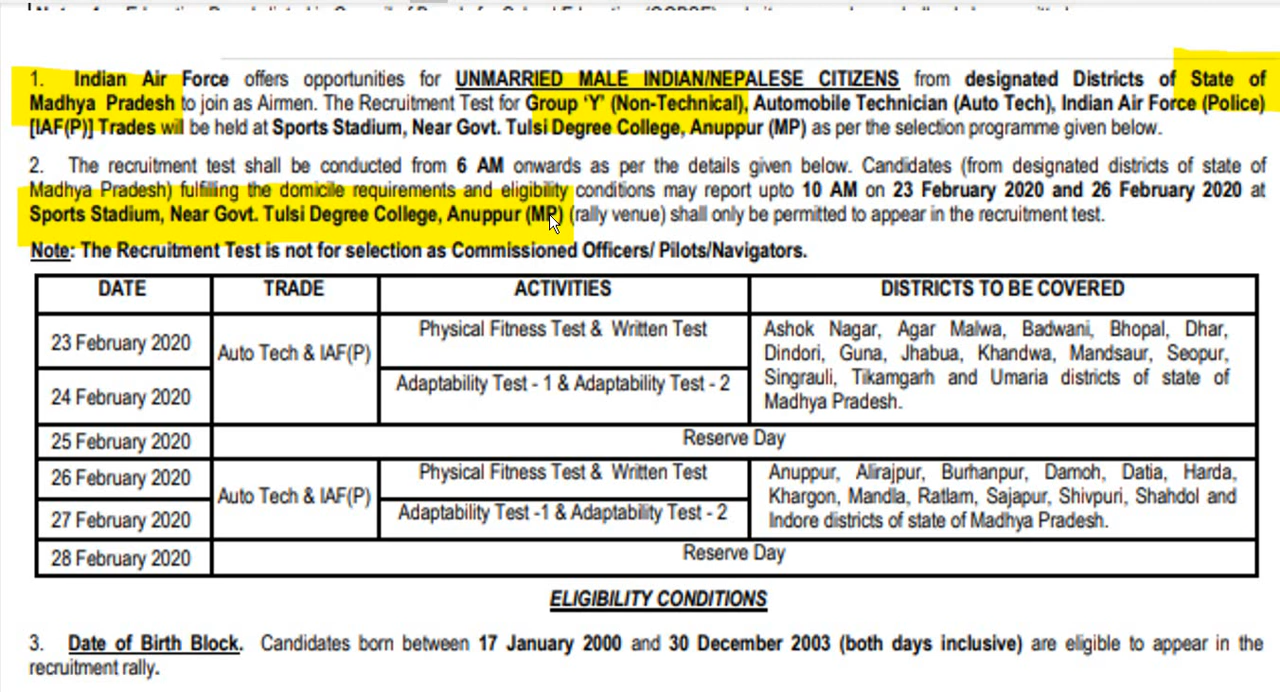 1. Indian Air Force offers opportunities for UNMARRIED MALE INDIAN/NEPALESE CITIZENS from designated Districts of State of
Madhya Pradesh to join as Airmen. The Recruitment Test for Group 'Y' (Non-Technical), Automobile Technician (Auto Tech), Indian Air Force (Police)
[IAF(P)] Trades will be held at Sports Stadium, Near Govt. Tulsi Degree College, Anuppur (MP) as per the selection programme given below.
2. The recruitment test shall be conducted from 6 AM onwards as per the details given below. Candidates (from designated districts of state of
Madhya Pradesh) fulfilling the domicile requirements and eligibility conditions may report upto 10 AM on 23 February 2020 and 26 February 2020 at
Sports Stadium, Near Govt. Tulsi Degree College, Anuppur (MP) (rally venue) shall only be permitted to appear in the recruitment test.
Note: The Recruitment Test is not for selection as Commissioned Officers/ Pilots/Navigators.
DATE TRADE ACTIVITIES DISTRICTS TO BE COVERED
23 February 2020
Auto Tech & IAF(P)
Physical Fitness Test & Written Test
Ashok Nagar, Agar Malwa, Badwani, Bhopal, Dhar,
Dindori, Guna, Jhabua, Khandwa, Mandsaur, Seopur,
Singrauli, Tikamgarh and Umaria districts of state of
Madhya Pradesh.
24 February 2020
Adaptability Test - 1 & Adaptability Test - 2
25 February 2020 Reserve Day
26 February 2020
Auto Tech & IAF(P)
Physical Fitness Test & Written Test
Anuppur, Alirajpur, Burhanpur, Damoh, Datia, Harda,
Khargon, Mandla, Ratlam, Sajapur, Shivpuri, Shahdol and
Indore districts of state of Madhya Pradesh.
27 February 2020
Adaptability Test -1 & Adaptability Test - 2
28 February 2020 Reserve Day
ELIGIBILITY CONDITIONS
3. Date of Birth Block. Candidates born between 17 January 2000 and 30 December 2003 (both days inclusive) are eligible to appear in the
recruitment rally.